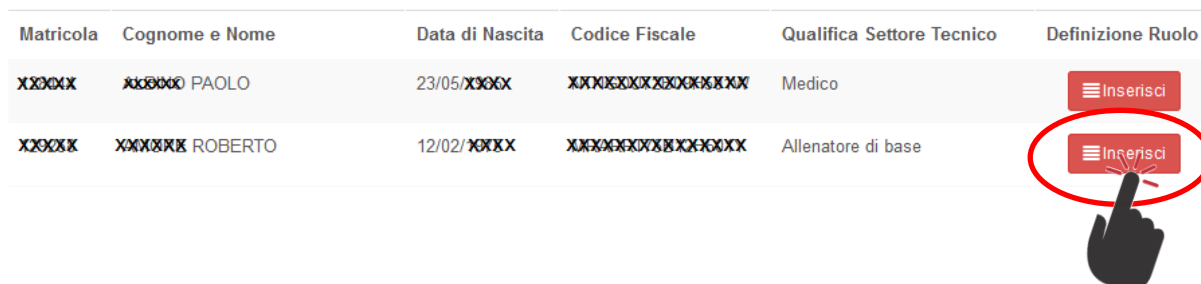 Matricola Cognome e Nome Data di Nascita Codice Fiscale Qualifica Settore Tecnico Definizione Ruolo
PAOLO 23/05/ Medico Inserisci
ROBERTO 12/02/ Allenatore di base Inserisci